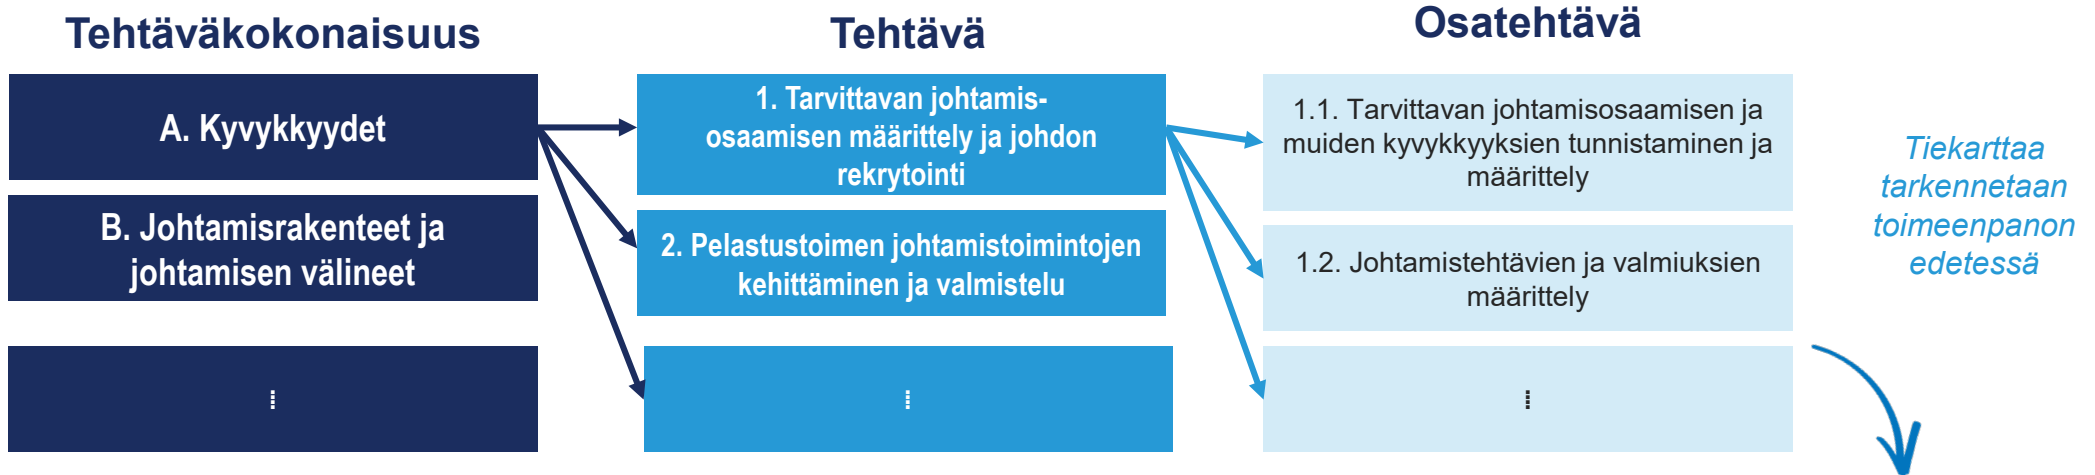 Tehtäväkokonaisuus
Tehtävä
Osatehtävä
A. Kyvykkyydet
B. Johtamisrakenteet ja
johtamisen välineet
⁞
1. Tarvittavan johtamis-
osaamisen määrittely ja johdon
rekrytointi
2. Pelastustoimen johtamistoimintojen
kehittäminen ja valmistelu
⁞
1.1. Tarvittavan johtamisosaamisen ja
muiden kyvykkyyksien tunnistaminen ja
määrittely
1.2. Johtamistehtävien ja valmiuksien
määrittely
⁞
Tiekarttaa
tarkennetaan
toimeenpanon
edetessä